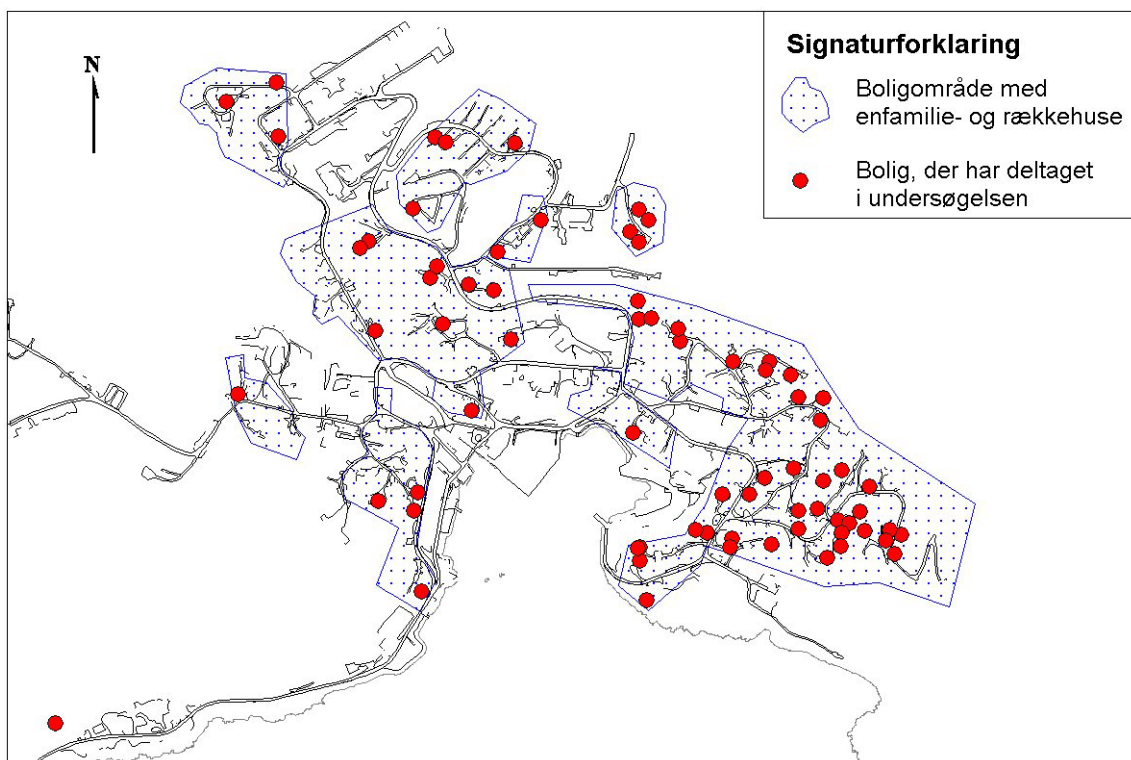 N
Signaturforklaring
Boligområde med
enfamilie- og rækkehuse
Bolig, der har deltaget
i undersøgelsen